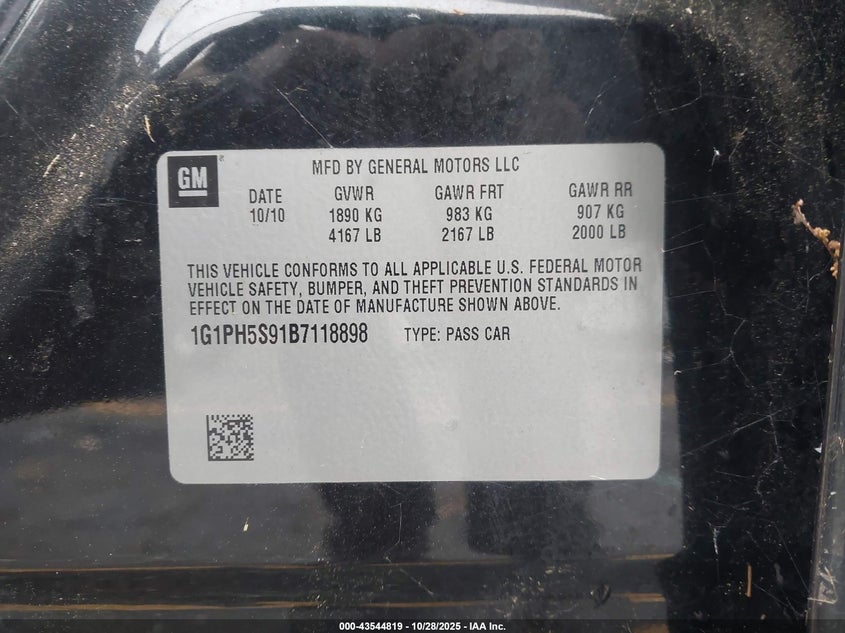 GM
MFD BY GENERAL MOTORS LLC
DATE GVWR GAWR FRT GAWR RR
10/10 1890 KG 983 KG 907 KG
4167 LB 2167 LB 2000 LB
THIS VEHICLE CONFORMS TO ALL APPLICABLE U.S. FEDERAL MOTOR
VEHICLE SAFETY, BUMPER, AND THEFT PREVENTION STANDARDS IN
EFFECT ON THE DATE OF MANUFACTURE SHOWN ABOVE.
1G1PH5S91B7118898 TYPE: PASS CAR
000-43544819 - 10/28/2025 - IAA Inc.